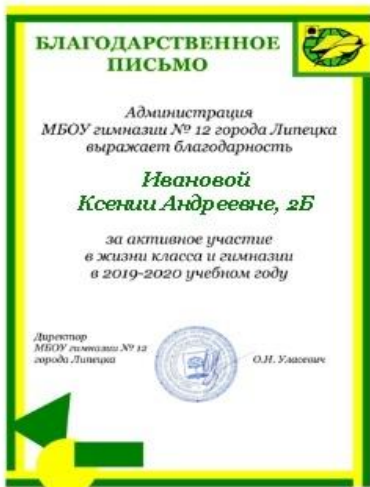 БЛАГОДАРСТВЕННОЕ
ПИСЬМО
Администрация
МБОУ гимназии № 12 города Липецка
выражает благодарность
Ивановой
Ксении Андреевне, 2Б
за активное участие
в жизни класса и гимназии
в 2019-2020 учебном году
Директор
МБОУ гимназии № 12
города Липецка
О.Н. Уласевич